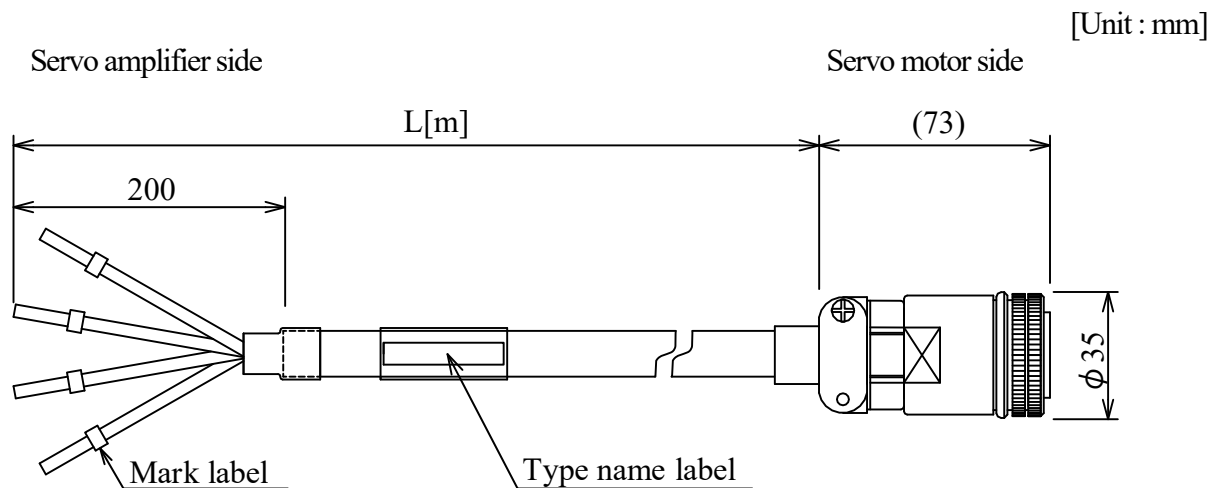 [Unit : mm]
Servo amplifier side
Servo motor side
L[m]
(73)
200
ϕ35
Mark label
Type name label